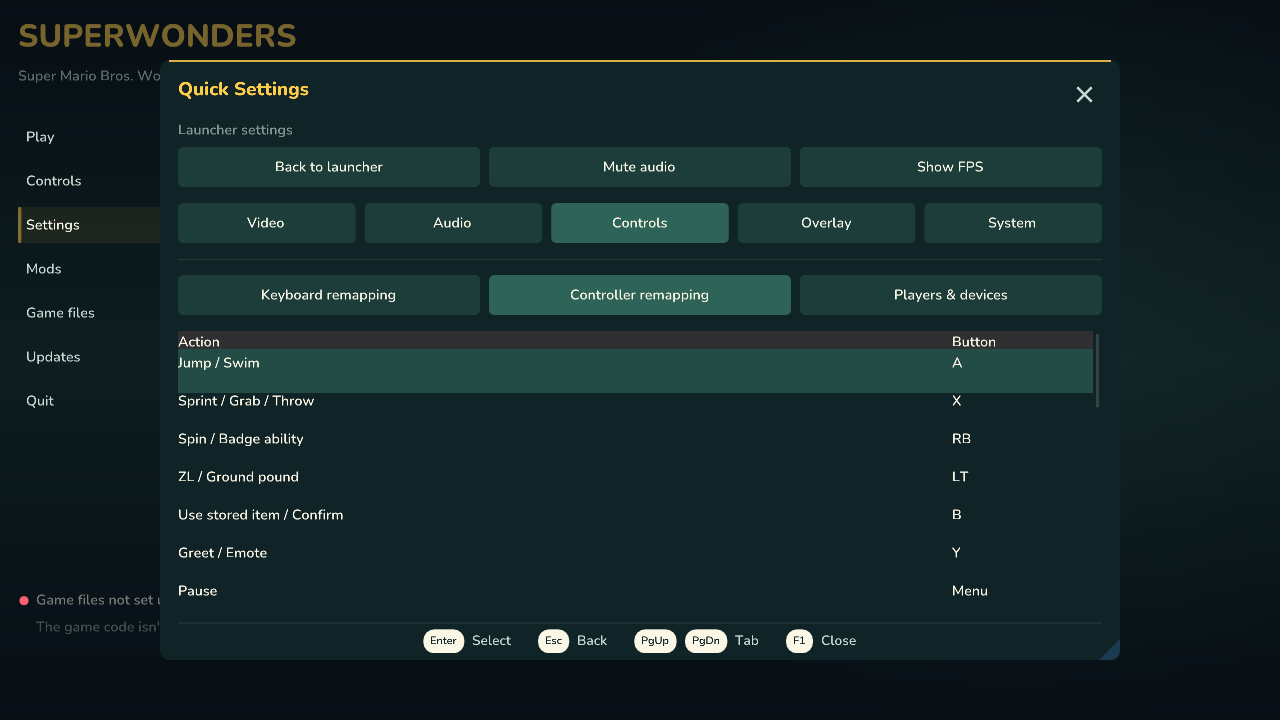 SUPERWONDERS
Super Mario Bros. Wo
Play
Controls
Settings
Mods
Game files
Updates
Quit
Game files not set
The game code isn'
Quick Settings
Launcher settings
Back to launcher Mute audio Show FPS
Video Audio Controls Overlay System
Keyboard remapping Controller remapping Players & devices
Action Button
Jump / Swim A
Sprint / Grab / Throw X
Spin / Badge ability RB
ZL / Ground pound LT
Use stored item / Confirm B
Greet / Emote Y
Pause Menu
Enter Select Esc Back PgUp PgDn Tab F1 Close